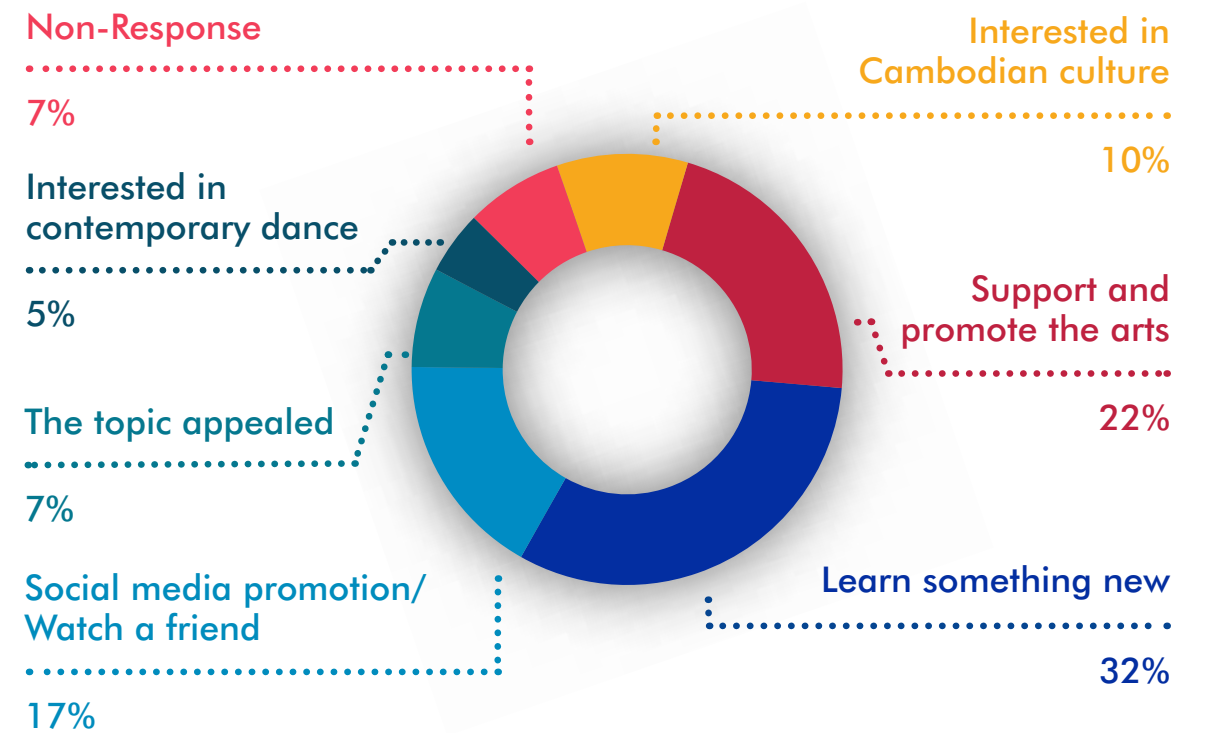 Non-Response
7%
Interested in
contemporary dance
5%
The topic appealed
7%
Social media promotion/
Watch a friend
17%
Interested in
Cambodian culture
10%
Support and
promote the arts
22%
Learn something new
32%